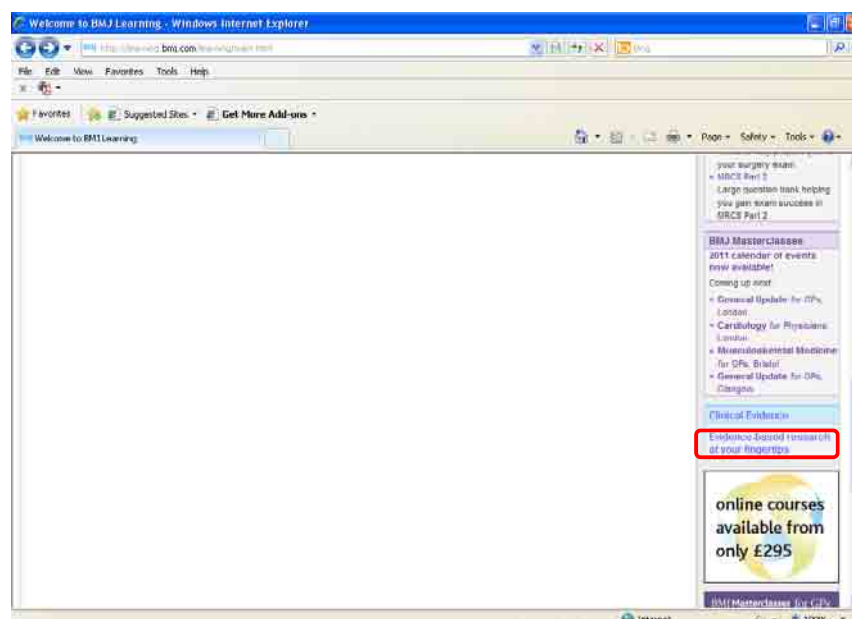 Welcome to BMJ Learning - Windows Internet Explorer
bmj.com
File Edit View Favorites Tools Help
x
Favorites Suggested Sites Get More Add-ons
Welcome to BMJ Learning
Page Safety Tools
your surgery exam
MRCS Part 2
Large question bank helping
you gain exam success in
MRCS Part 2
BMJ Masterclasses
2011 calendar of events
now available!
Coming up next
General Update for GPs,
London
Cardiology for Physicians
London
Musculoskeletal Medicine
for GPs, Bristol
General Update for GPs,
Glasgow
Clinical Evidence
Evidence-based research
at your fingertips
online courses
available from
only £295
BMJ Masterclasses for GPs